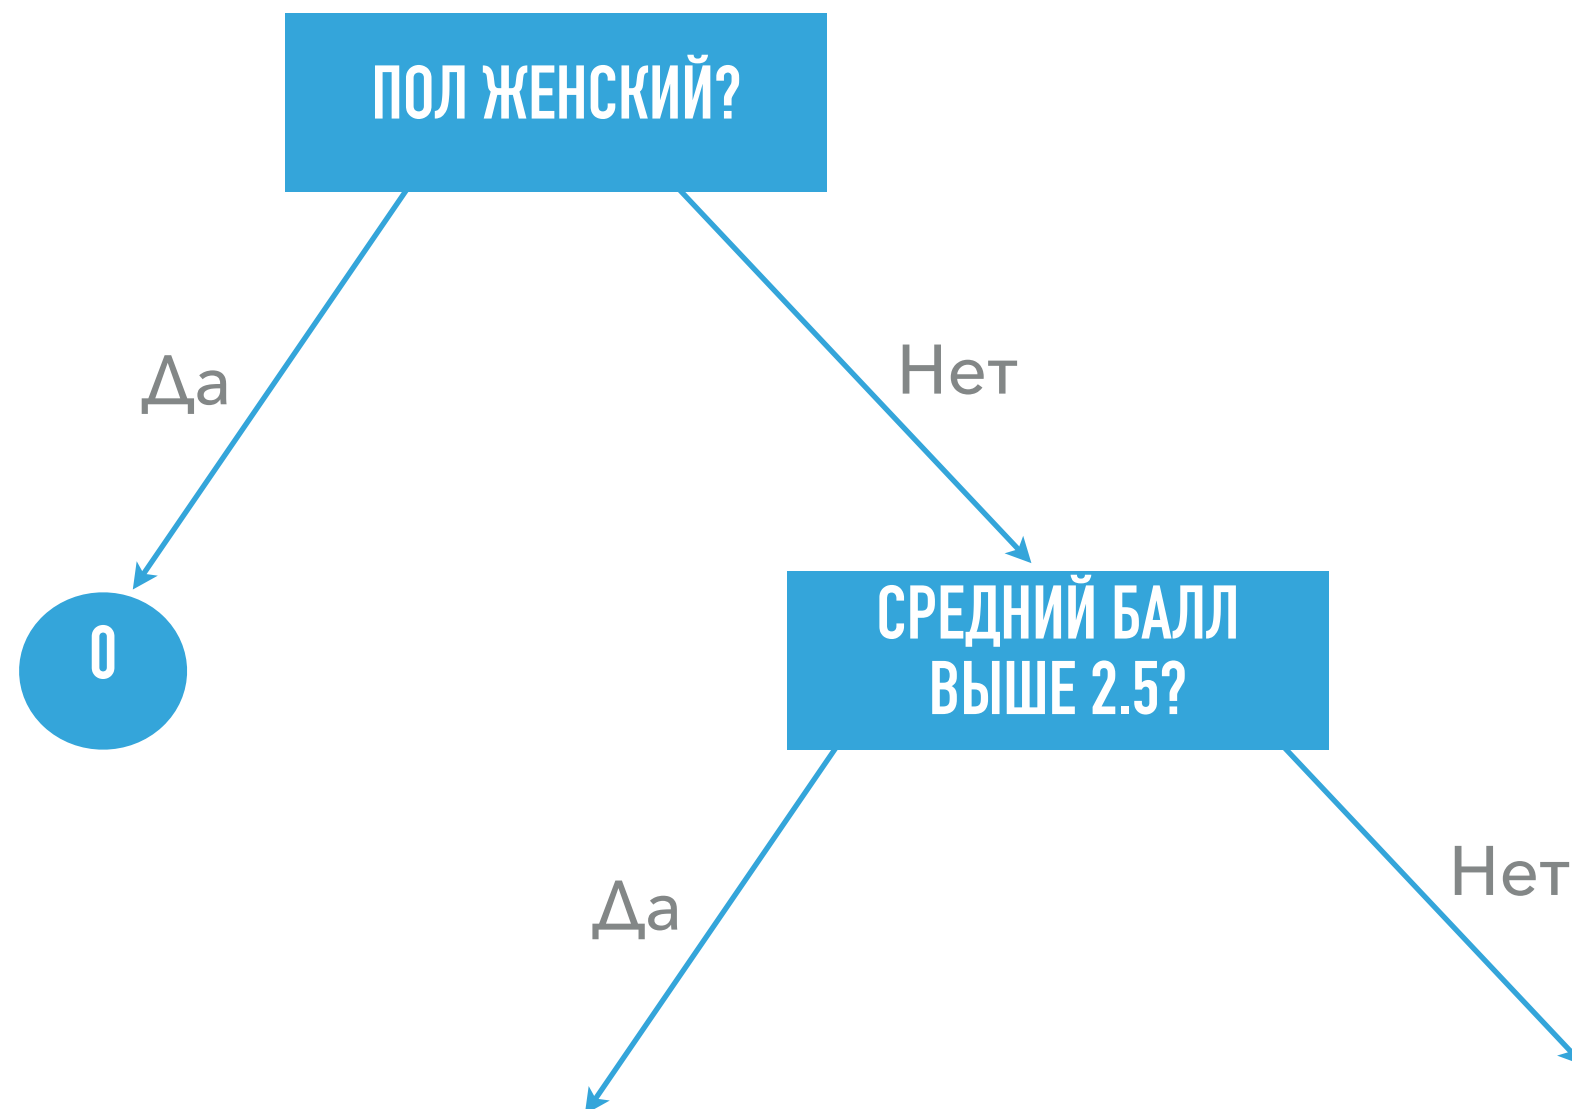 ПОЛ ЖЕНСКИЙ?
Да
Нет
0
СРЕДНИЙ БАЛЛ
ВЫШЕ 2.5?
Да
Нет